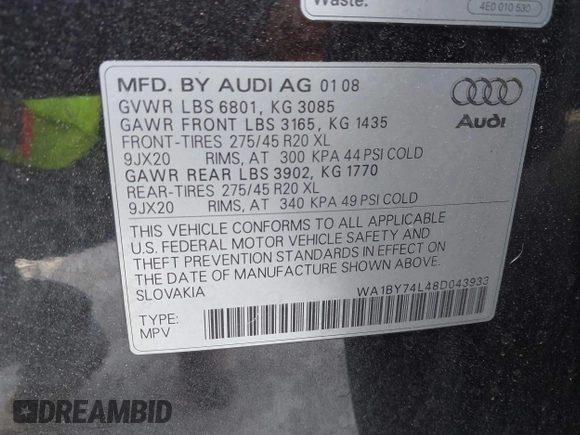 Waste.
4E0 010 530
MFD. BY AUDI AG 01 08
GVWR LBS 6801, KG 3085
GAWR FRONT LBS 3165, KG 1435
FRONT-TIRES 275/45 R20 XL
9JX20 RIMS, AT 300 KPA 44 PSI COLD
GAWR REAR LBS 3902, KG 1770
REAR-TIRES 275/45 R20 XL
9JX20 RIMS, AT 340 KPA 49 PSI COLD
Audi
THIS VEHICLE CONFORMS TO ALL APPLICABLE
U.S. FEDERAL MOTOR VEHICLE SAFETY AND
THEFT PREVENTION STANDARDS IN EFFECT ON
THE DATE OF MANUFACTURE SHOWN ABOVE.
SLOVAKIA
WA1BY74L48D043933
TYPE:
MPV
DREAMBID